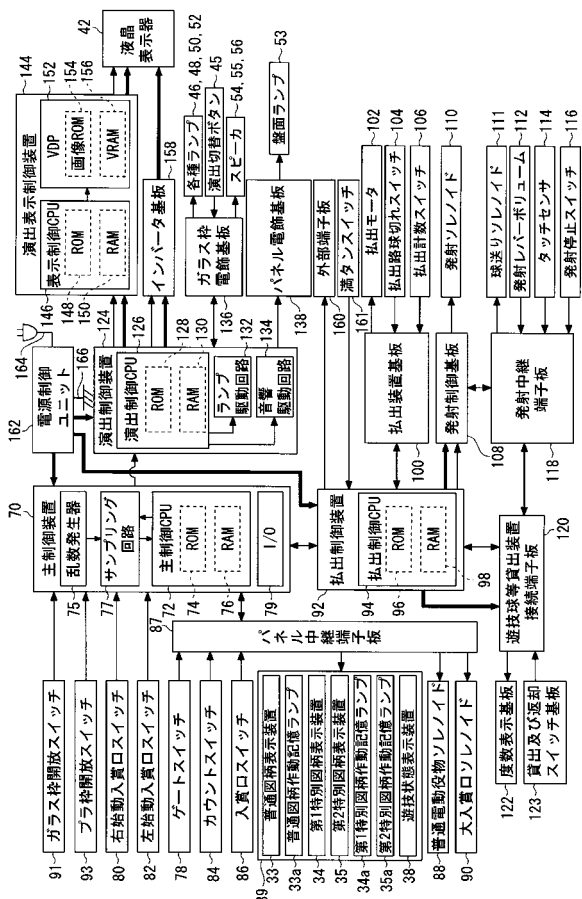 91
ガラス枠開放スイッチ
93
プラ枠開放スイッチ
80
右始動入賞口スイッチ
82
左始動入賞口スイッチ
78
ゲートスイッチ
84
カウントスイッチ
86
入賞口スイッチ
89
普通図柄表示装置
33
普通図柄作動記憶ランプ
33a
第1特別図柄表示装置
34
第2特別図柄表示装置
35
第1特別図柄作動記憶ランプ
34a
第2特別図柄作動記憶ランプ
35a
遊技状態表示装置
38
88
普通電動役物ソレノイド
90
大入賞口ソレノイド
87
パネル中継端子板
70
主制御装置
75
乱数発生器
77
サンプリング
回路
72
主制御CPU
74
ROM
76
RAM
79
I/O
162
電源制御
ユニット
164
166
124
演出制御装置
126
演出制御CPU
ROM
128
RAM
130
ランプ
駆動回路
132
音響
駆動回路
134
144
演出表示制御装置
146
表示制御CPU
148
ROM
150
RAM
152
VDP
154
画像ROM
156
VRAM
42
液晶
表示器
158
インバータ基板
136
ガラス枠
電飾基板
46, 48, 50, 52
各種ランプ
45
演出切替ボタン
54, 55, 56
スピーカ
138
パネル電飾基板
53
盤面ランプ
160
外部端子板
161
満タンスイッチ
92
払出制御装置
94
払出制御CPU
96
ROM
98
RAM
100
払出装置基板
102
払出モータ
104
払出路球切れスイッチ
106
払出計数スイッチ
108
発射制御基板
110
発射ソレノイド
118
発射中継
端子板
111
球送りソレノイド
112
発射レバーボリューム
114
タッチセンサ
116
発射停止スイッチ
120
遊技球等貸出装置
接続端子板
122
度数表示基板
123
貸出及び返却
スイッチ基板